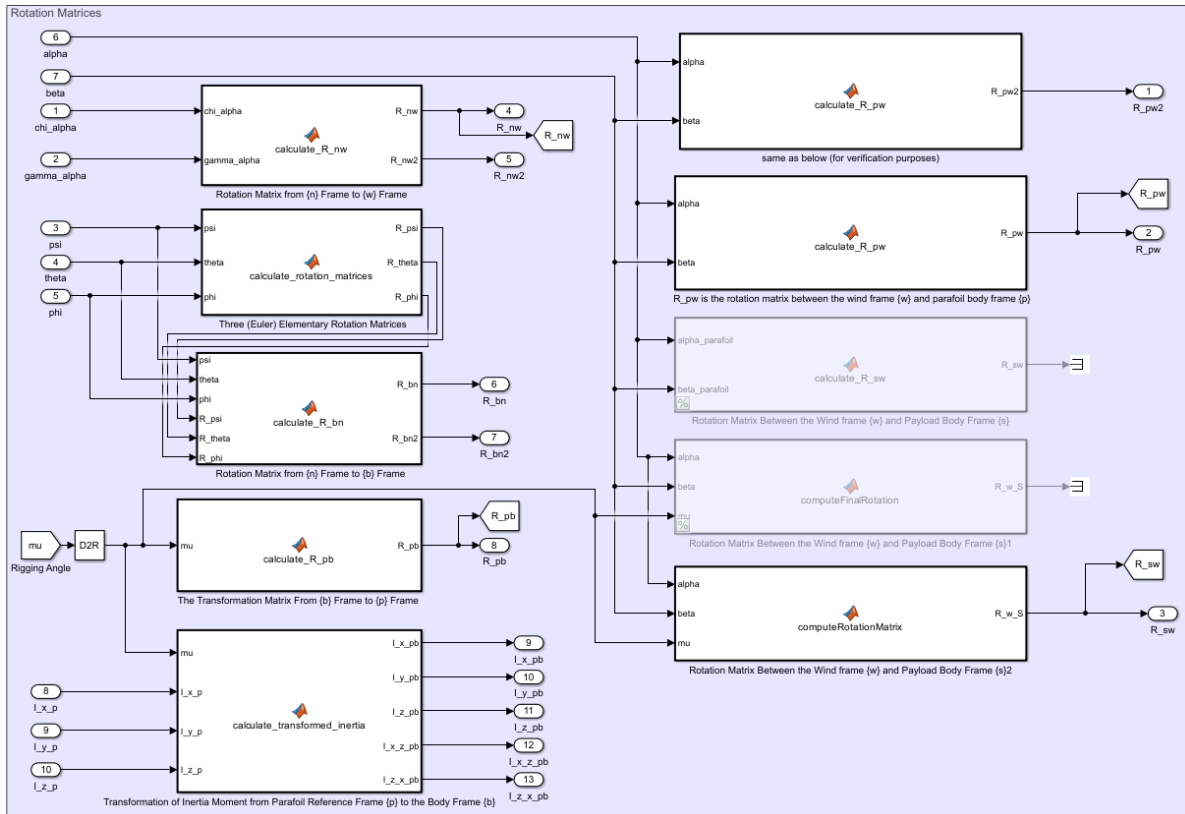 Rotation Matrices
6
alpha
7
beta
1
chi_alpha
2
gamma_alpha
chi_alpha
gamma_alpha
calculate_R_nw
R_nw
R_nw2
4
R_nw
R_nw
5
R_nw2
Rotation Matrix from {n} Frame to {w} Frame
3
psi
4
theta
5
phi
psi
theta
phi
calculate_rotation_matrices
R_psi
R_theta
R_phi
Three (Euler) Elementary Rotation Matrices
psi
theta
phi
R_psi
R_theta
R_phi
calculate_R_bn
R_bn
R_bn2
6
R_bn
7
R_bn2
Rotation Matrix from {n} Frame to {b} Frame
mu
Rigging Angle
D2R
mu
calculate_R_pb
R_pb
R_pb
8
R_pb
The Transformation Matrix From {b} Frame to {p} Frame
8
I_x_p
9
I_y_p
10
I_z_p
mu
I_x_p
I_y_p
I_z_p
calculate_transformed_inertia
I_x_pb
I_y_pb
I_z_pb
I_x_z_pb
I_z_x_pb
9
I_x_pb
10
I_y_pb
11
I_z_pb
12
I_x_z_pb
13
I_z_x_pb
Transformation of Inertia Moment from Parafoil Reference Frame {p} to the Body Frame {b}
alpha
beta
calculate_R_pw
R_pw2
1
R_pw2
same as below (for verification purposes)
alpha
beta
calculate_R_pw
R_pw
R_pw
2
R_pw
R_pw is the rotation matrix between the wind frame {w} and parafoil body frame {p}
alpha_parafoil
beta_parafoil
%
calculate_R_sw
R_sw
Rotation Matrix Between the Wind frame {w} and Payload Body Frame {s}
alpha
beta
mu
%
computeFinalRotation
R_w_S
Rotation Matrix Between the Wind frame {w} and Payload Body Frame {s}1
alpha
beta
mu
computeRotationMatrix
R_w_S
R_sw
3
R_sw
Rotation Matrix Between the Wind frame {w} and Payload Body Frame {s}2